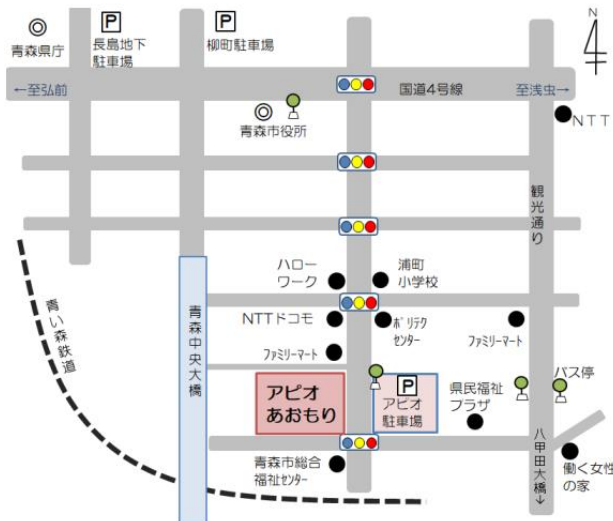 N
P
P
青森県庁
長島地下
駐車場
柳町駐車場
←至弘前
国道4号線
至浅虫→
青森市役所
NTT
観光通り
ハロー
ワーク
浦町
小学校
青い森鉄道
青森中央大橋
NTTドコモ
ポリテク
センター
ファミリーマート
ファミリーマート
アピオ
あおもり
P
アピオ
駐車場
県民福祉
プラザ
バス停
青森市総合
福祉センター
八甲田大橋↓
働く女性
の家